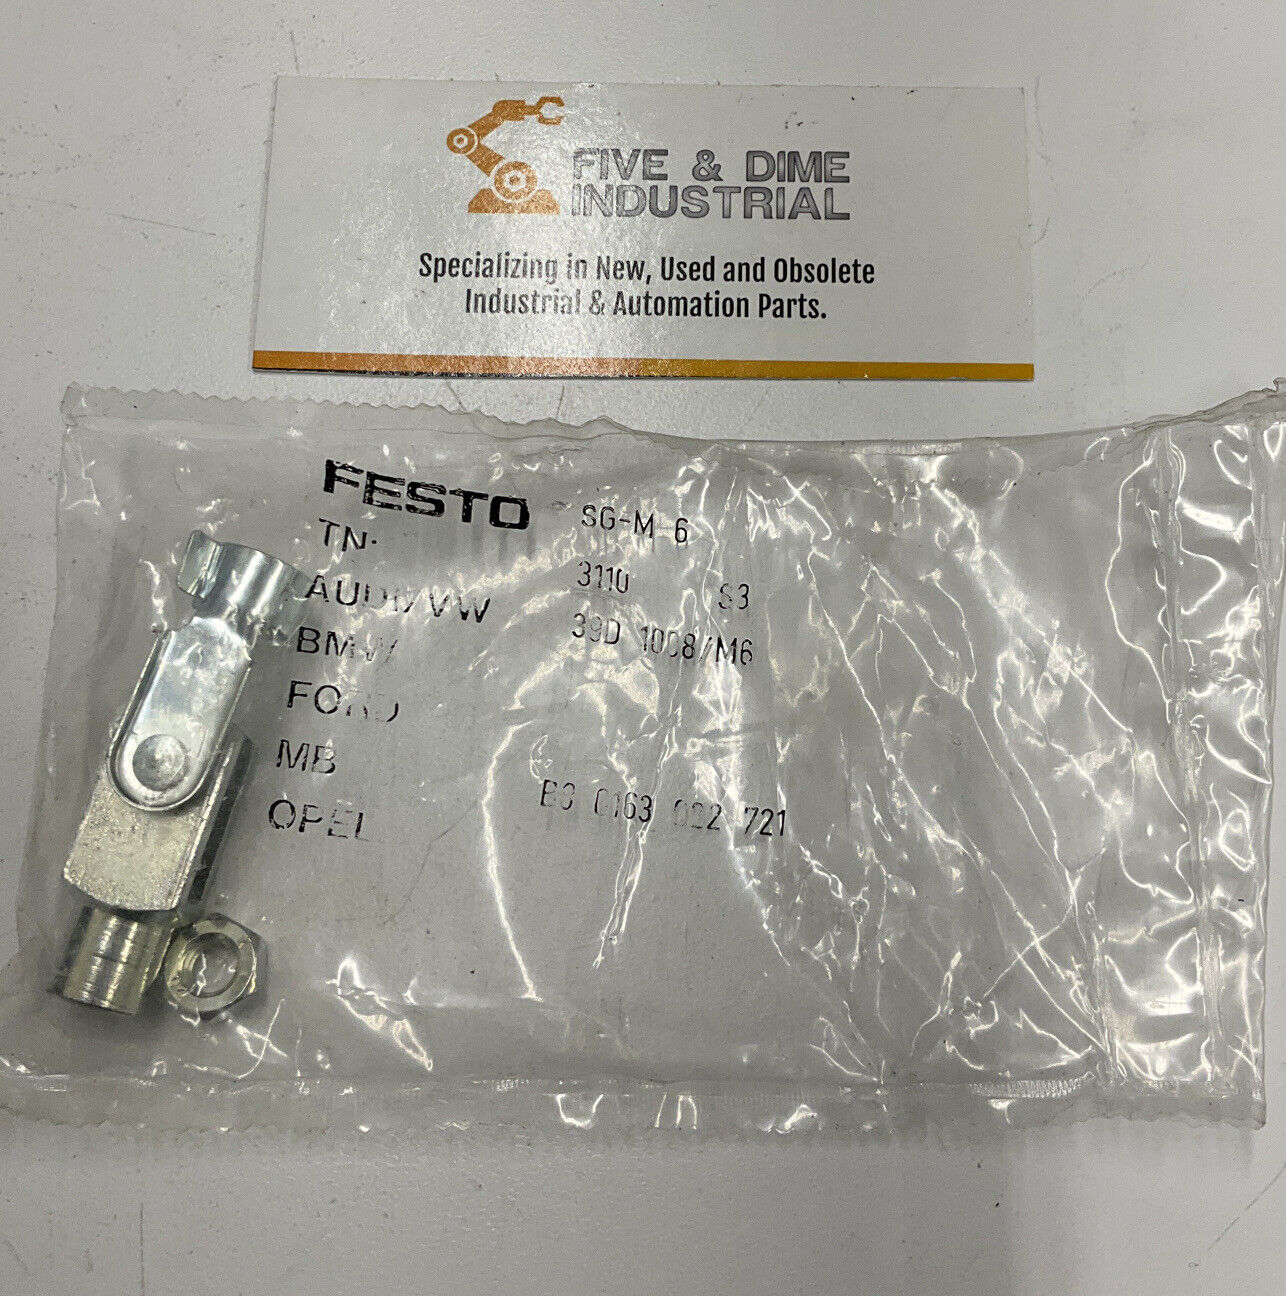 FIVE & DIME
INDUSTRIAL
Specializing in New, Used and Obsolete
Industrial & Automation Parts.
FESTO SG-M 6
TN. 3110 S3
AUDI/VW 39D 1008/M6
BMW
FORD
MB
OPEL 0163 022 721